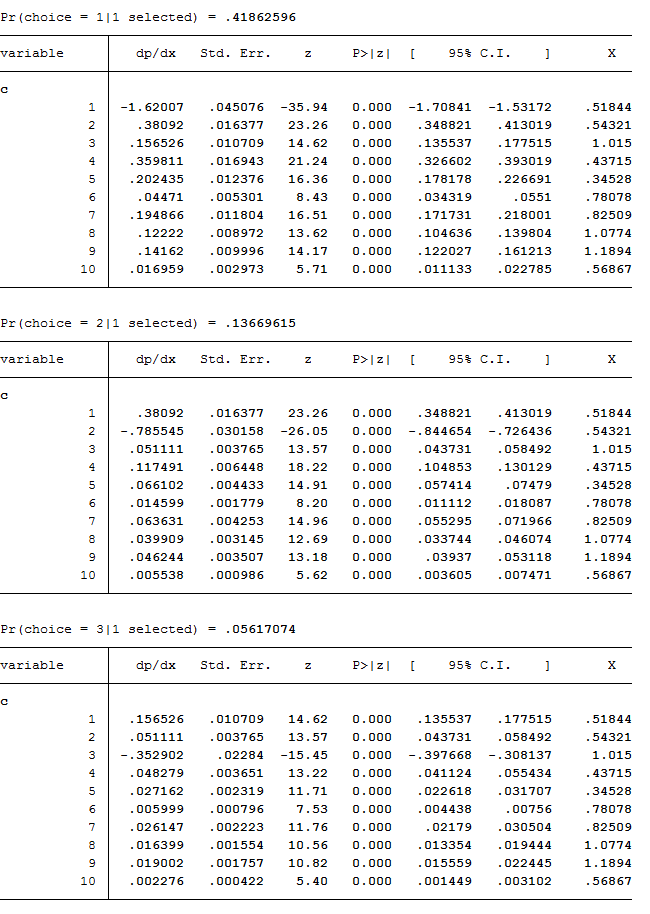 Pr(choice = 1|1 selected) = .41862596
variable dp/dx Std. Err. z P>|z| [ 95% C.I. ] X
c
1 -1.62007 .045076 -35.94 0.000 -1.70841 -1.53172 .51844
2 .38092 .016377 23.26 0.000 .348821 .413019 .54321
3 .156526 .010709 14.62 0.000 .135537 .177515 1.015
4 .359811 .016943 21.24 0.000 .326602 .393019 .43715
5 .202435 .012376 16.36 0.000 .178178 .226691 .34528
6 .04471 .005301 8.43 0.000 .034319 .0551 .78078
7 .194866 .011804 16.51 0.000 .171731 .218001 .82509
8 .12222 .008972 13.62 0.000 .104636 .139804 1.0774
9 .14162 .009996 14.17 0.000 .122027 .161213 1.1894
10 .016959 .002973 5.71 0.000 .011133 .022785 .56867
Pr(choice = 2|1 selected) = .13669615
variable dp/dx Std. Err. z P>|z| [ 95% C.I. ] X
c
1 .38092 .016377 23.26 0.000 .348821 .413019 .51844
2 -.785545 .030158 -26.05 0.000 -.844654 -.726436 .54321
3 .051111 .003765 13.57 0.000 .043731 .058492 1.015
4 .117491 .006448 18.22 0.000 .104853 .130129 .43715
5 .066102 .004433 14.91 0.000 .057414 .07479 .34528
6 .014599 .001779 8.20 0.000 .011112 .018087 .78078
7 .063631 .004253 14.96 0.000 .055295 .071966 .82509
8 .039909 .003145 12.69 0.000 .033744 .046074 1.0774
9 .046244 .003507 13.18 0.000 .03937 .053118 1.1894
10 .005538 .000986 5.62 0.000 .003605 .007471 .56867
Pr(choice = 3|1 selected) = .05617074
variable dp/dx Std. Err. z P>|z| [ 95% C.I. ] X
c
1 .156526 .010709 14.62 0.000 .135537 .177515 .51844
2 .051111 .003765 13.57 0.000 .043731 .058492 .54321
3 -.352902 .02284 -15.45 0.000 -.397668 -.308137 1.015
4 .048279 .003651 13.22 0.000 .041124 .055434 .43715
5 .027162 .002319 11.71 0.000 .022618 .031707 .34528
6 .005999 .000796 7.53 0.000 .004438 .00756 .78078
7 .026147 .002223 11.76 0.000 .02179 .030504 .82509
8 .016399 .001554 10.56 0.000 .013354 .019444 1.0774
9 .019002 .001757 10.82 0.000 .015559 .022445 1.1894
10 .002276 .000422 5.40 0.000 .001449 .003102 .56867